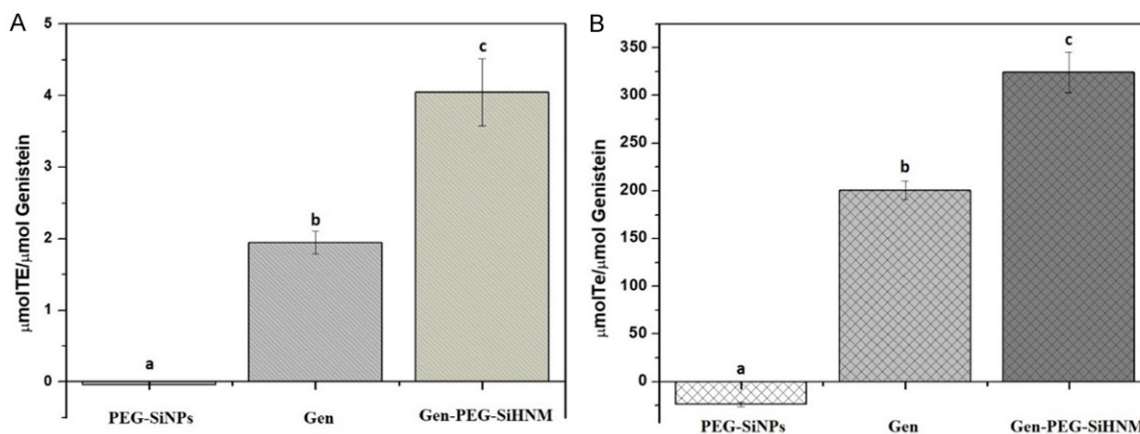 A
μmolTE/μmol Genistein
5
4
3
2
1
0
a
b
c
PEG-SiNPs
Gen
Gen-PEG-SiHNM
B
μmolTe/μmol Genistein
350
300
250
200
150
100
50
0
a
b
c
PEG-SiNPs
Gen
Gen-PEG-SiHNM